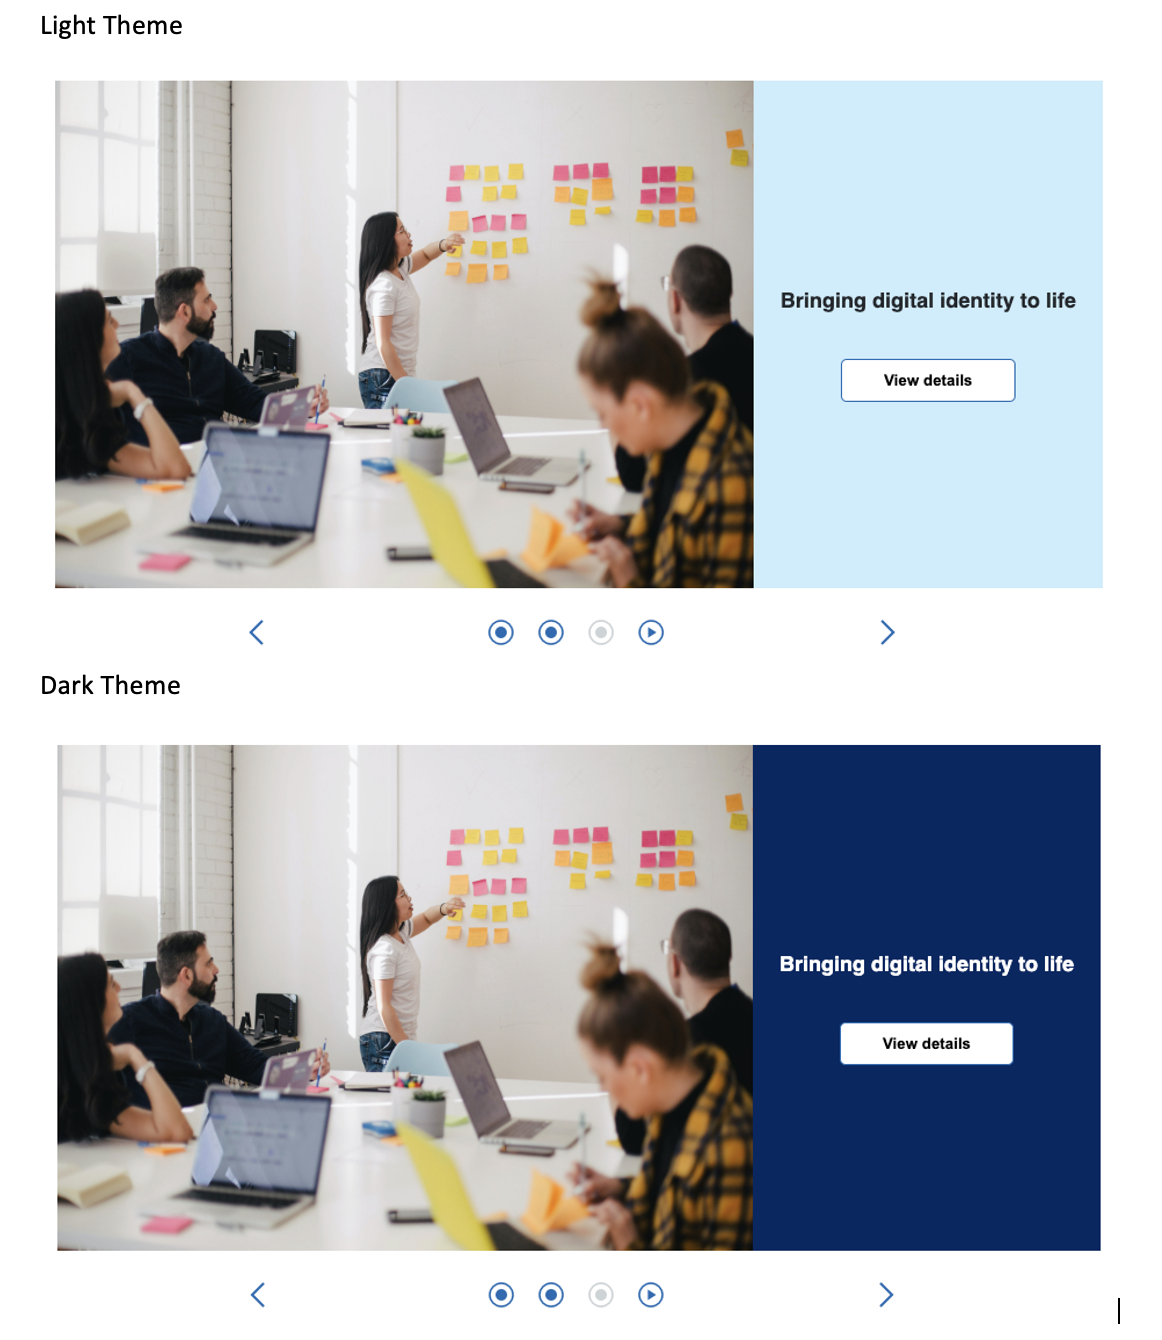 Light Theme
Bringing digital identity to life
View details
Dark Theme
Bringing digital identity to life
View details